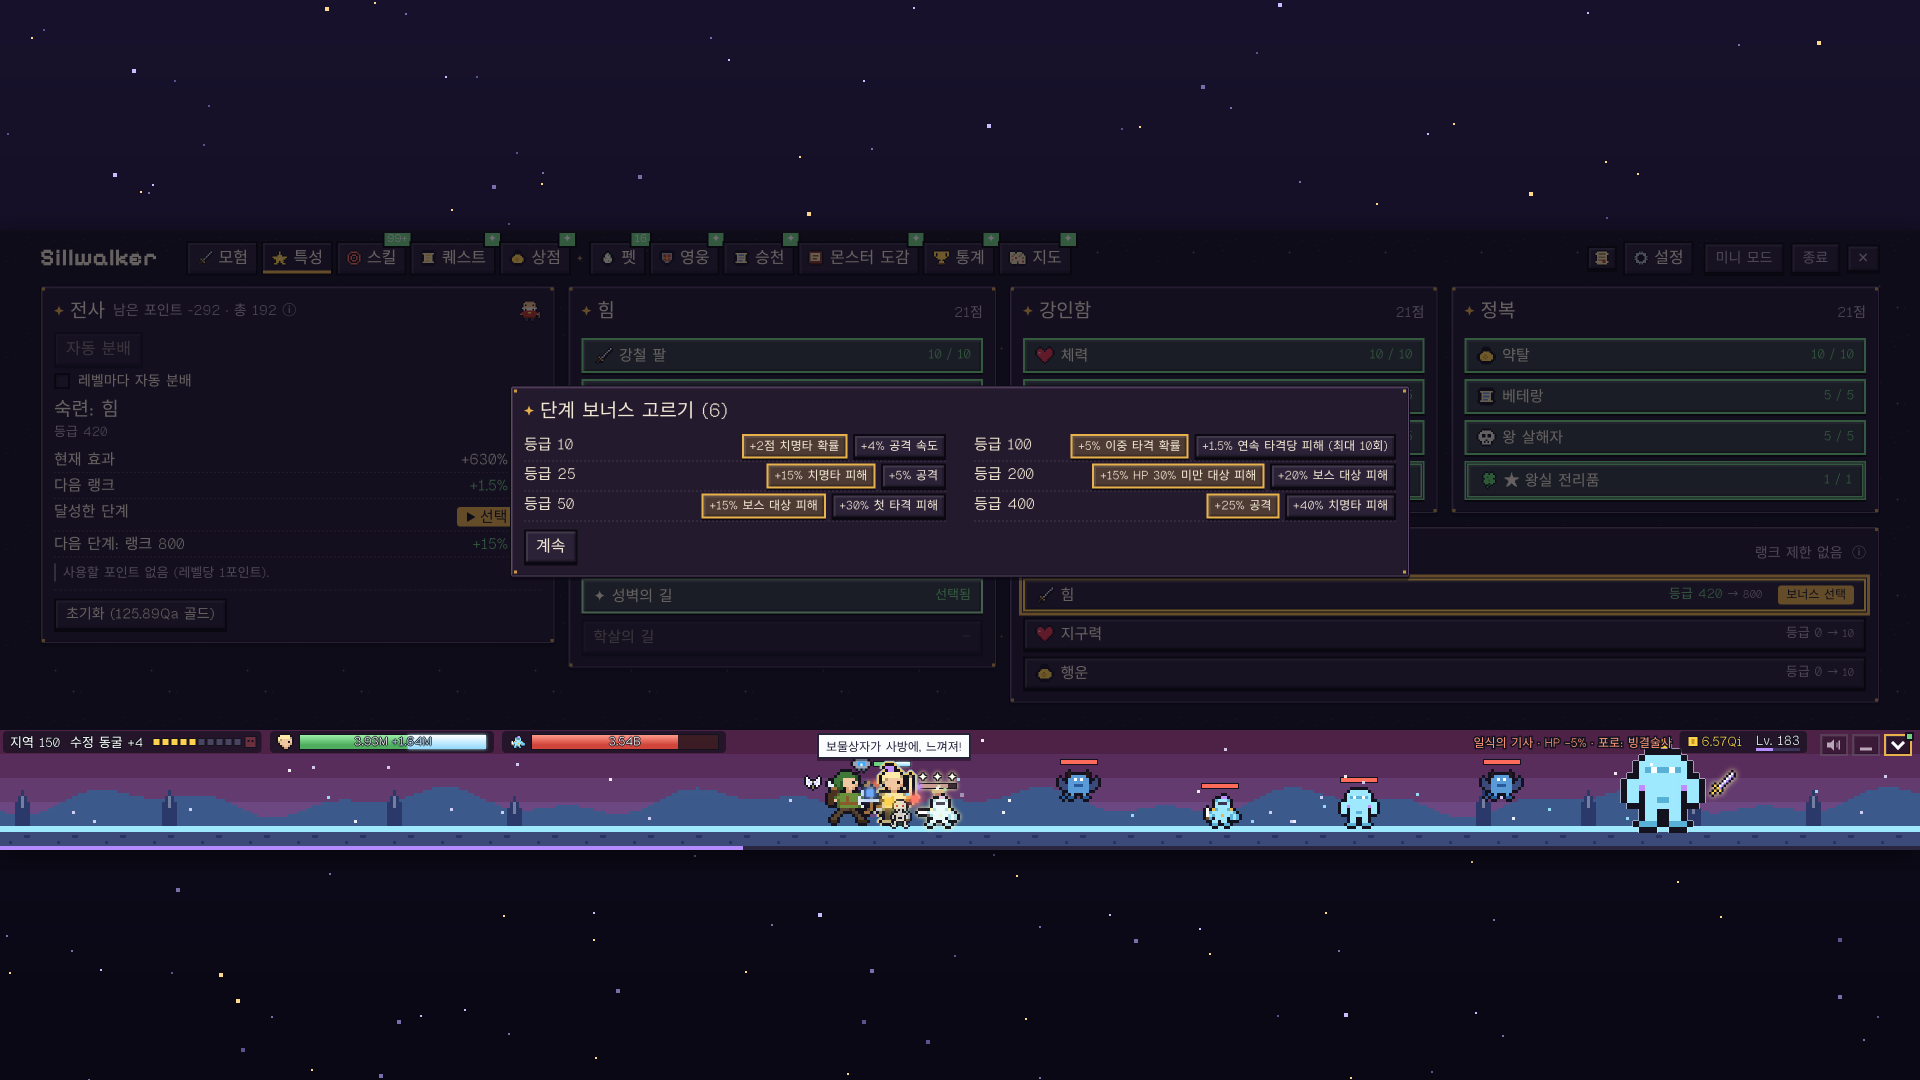 99+ ✦ ✦ 16 ✦ ✦ ✦ ✦ ✦
Sillwalker 모험 특성 스킬 퀘스트 상점 펫 영웅 승천 몬스터 도감 통계 지도 설정 미니 모드 종료 ×
전사 남은 포인트 -292 · 총 192 ⓘ
자동 분배
레벨마다 자동 분배
숙련: 힘
등급 420
현재 효과 +630%
다음 랭크 +1.5%
달성한 단계 ▶ 선택
다음 단계: 랭크 800 +15%
사용할 포인트 없음 (레벨당 1포인트).
초기화 (125.89Qa 골드)
힘 21점
강철 팔 10 / 10
성벽의 길 선택됨
학살의 길 —
강인함 21점
체력 10 / 10
정복 21점
약탈 10 / 10
베테랑 5 / 5
왕 살해자 5 / 5
★ 왕실 전리품 1 / 1
랭크 제한 없음 ⓘ
힘 등급 420 → 800 보너스 선택
지구력 등급 0 → 10
행운 등급 0 → 10
단계 보너스 고르기 (6)
등급 10 +2점 치명타 확률 +4% 공격 속도
등급 25 +15% 치명타 피해 +5% 공격
등급 50 +15% 보스 대상 피해 +30% 첫 타격 피해
등급 100 +5% 이중 타격 확률 +1.5% 연속 타격당 피해 (최대 10회)
등급 200 +15% HP 30% 미만 대상 피해 +20% 보스 대상 피해
등급 400 +25% 공격 +40% 치명타 피해
계속
지역 150 수정 동굴 +4 3.93M +1.64M 3.54B
보물상자가 사방에, 느껴져!
일식의 기사 · HP -5% · 포로: 빙결술사 6.57Qi Lv. 183